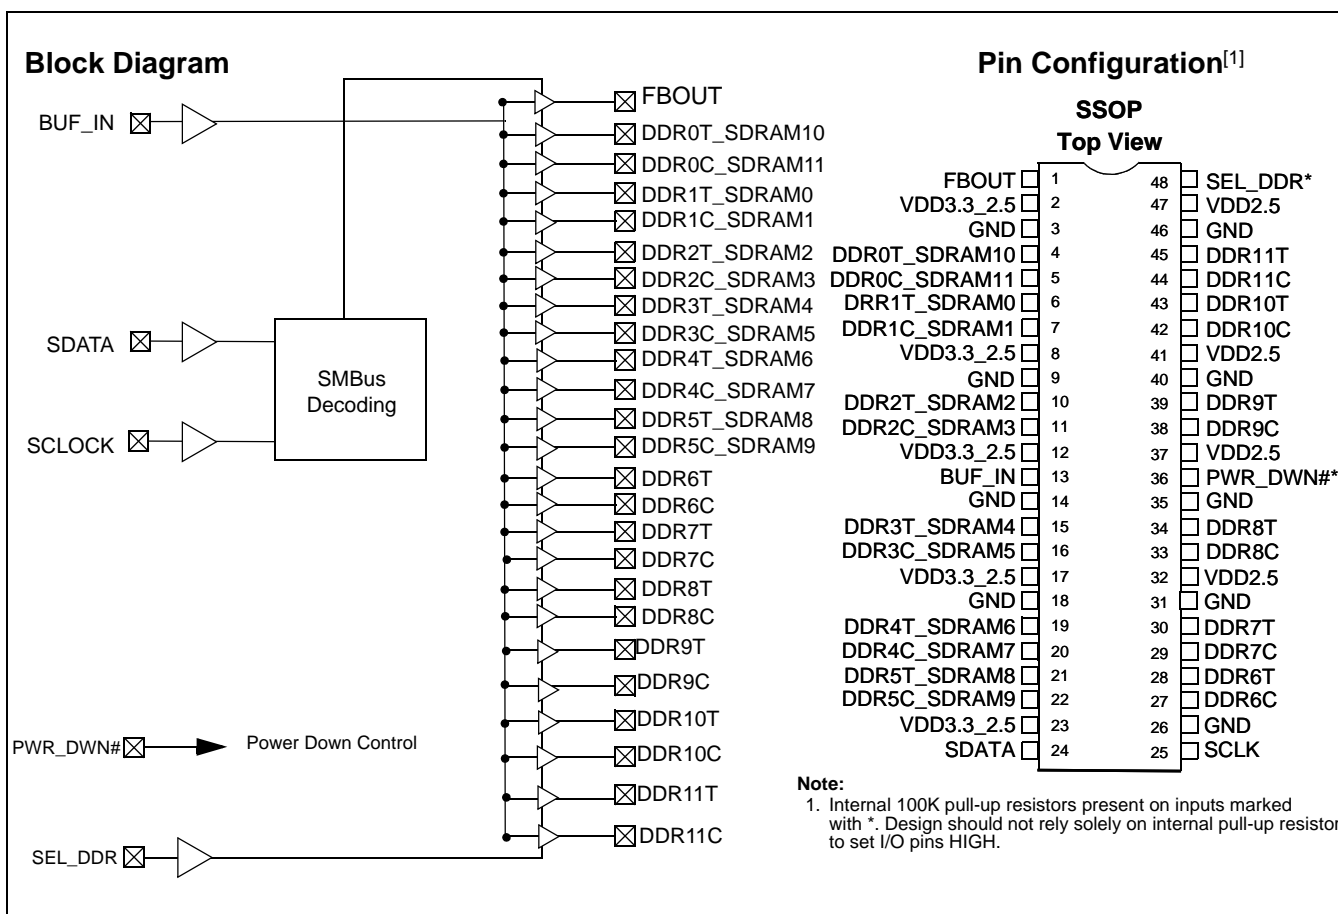 Block Diagram
BUF_IN
SDATA
SCLOCK
SMBus
Decoding
PWR_DWN#
Power Down Control
SEL_DDR
FBOUT
DDR0T_SDRAM10
DDR0C_SDRAM11
DDR1T_SDRAM0
DDR1C_SDRAM1
DDR2T_SDRAM2
DDR2C_SDRAM3
DDR3T_SDRAM4
DDR3C_SDRAM5
DDR4T_SDRAM6
DDR4C_SDRAM7
DDR5T_SDRAM8
DDR5C_SDRAM9
DDR6T
DDR6C
DDR7T
DDR7C
DDR8T
DDR8C
DDR9T
DDR9C
DDR10T
DDR10C
DDR11T
DDR11C
Pin Configuration[1]
SSOP
Top View
FBOUT 1 48 SEL_DDR*
VDD3.3_2.5 2 47 VDD2.5
GND 3 46 GND
DDR0T_SDRAM10 4 45 DDR11T
DDR0C_SDRAM11 5 44 DDR11C
DRR1T_SDRAM0 6 43 DDR10T
DDR1C_SDRAM1 7 42 DDR10C
VDD3.3_2.5 8 41 VDD2.5
GND 9 40 GND
DDR2T_SDRAM2 10 39 DDR9T
DDR2C_SDRAM3 11 38 DDR9C
VDD3.3_2.5 12 37 VDD2.5
BUF_IN 13 36 PWR_DWN#*
GND 14 35 GND
DDR3T_SDRAM4 15 34 DDR8T
DDR3C_SDRAM5 16 33 DDR8C
VDD3.3_2.5 17 32 VDD2.5
GND 18 31 GND
DDR4T_SDRAM6 19 30 DDR7T
DDR4C_SDRAM7 20 29 DDR7C
DDR5T_SDRAM8 21 28 DDR6T
DDR5C_SDRAM9 22 27 DDR6C
VDD3.3_2.5 23 26 GND
SDATA 24 25 SCLK
Note:
1. Internal 100K pull-up resistors present on inputs marked
with *. Design should not rely solely on internal pull-up resistor
to set I/O pins HIGH.